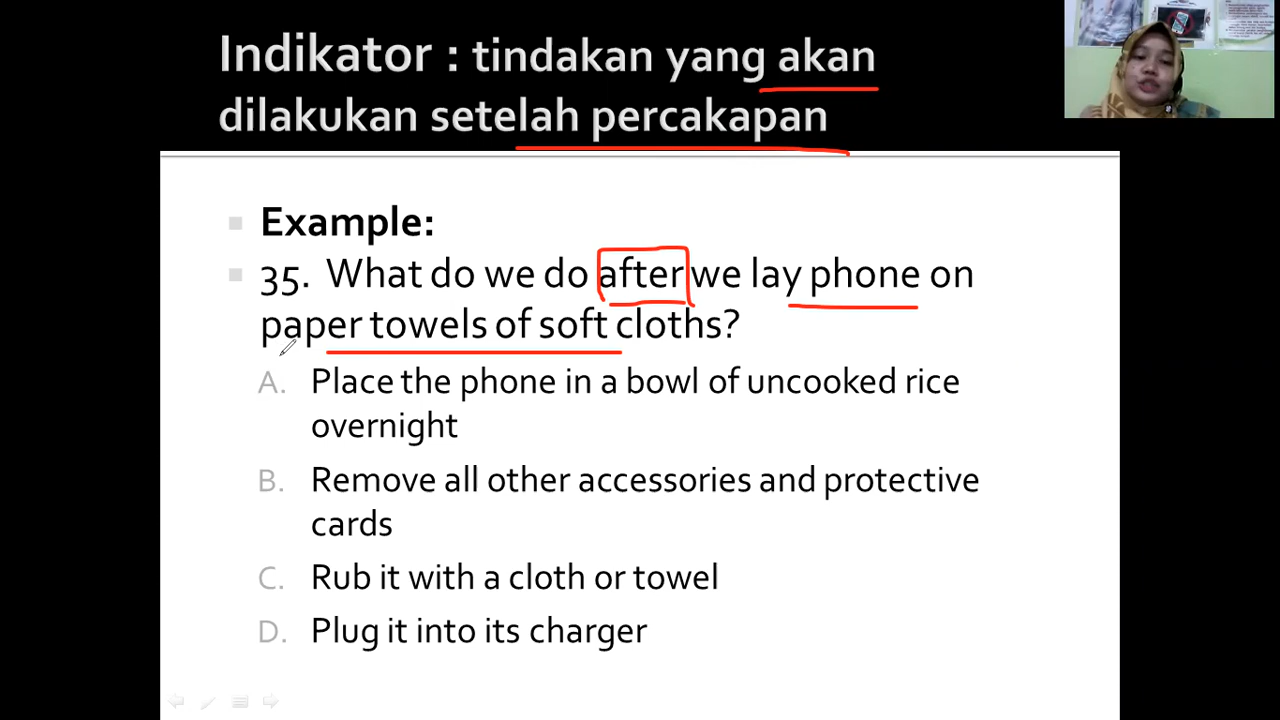 Indikator : tindakan yang akan
dilakukan setelah percakapan
Example:
35. What do we do after we lay phone on
paper towels of soft cloths?
A. Place the phone in a bowl of uncooked rice
overnight
B. Remove all other accessories and protective
cards
C. Rub it with a cloth or towel
D. Plug it into its charger